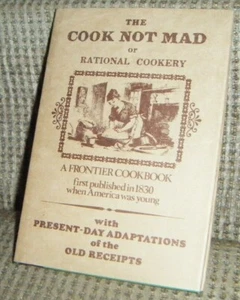 THE
COOK NOT MAD
or
RATIONAL COOKERY
A FRONTIER COOKBOOK
first published in 1830
when America was young
with
PRESENT-DAY ADAPTATIONS
of the
OLD RECEIPTS